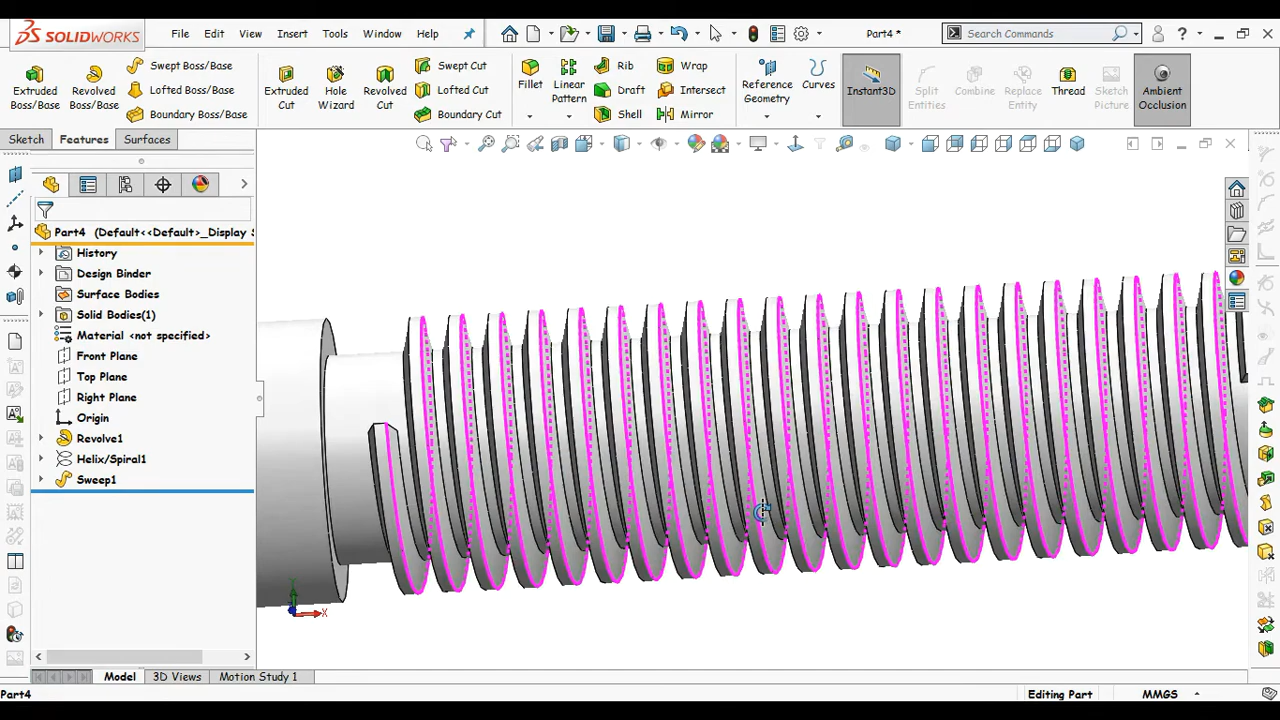 SOLIDWORKS
File Edit View Insert Tools Window Help
Part4 *
Search Commands
Extruded Boss/Base
Revolved Boss/Base
Swept Boss/Base
Lofted Boss/Base
Boundary Boss/Base
Extruded Cut
Hole Wizard
Revolved Cut
Swept Cut
Lofted Cut
Boundary Cut
Fillet
Linear Pattern
Rib
Draft
Shell
Wrap
Intersect
Mirror
Reference Geometry
Curves
Instant3D
Split Entities
Combine
Replace Entity
Thread
Sketch Picture
Ambient Occlusion
Sketch Features Surfaces
Part4 (Default<<Default>_Display S
History
Design Binder
Surface Bodies
Solid Bodies(1)
Material <not specified>
Front Plane
Top Plane
Right Plane
Origin
Revolve1
Helix/Spiral1
Sweep1
Y
X
Model 3D Views Motion Study 1
Part4 Editing Part MMGS